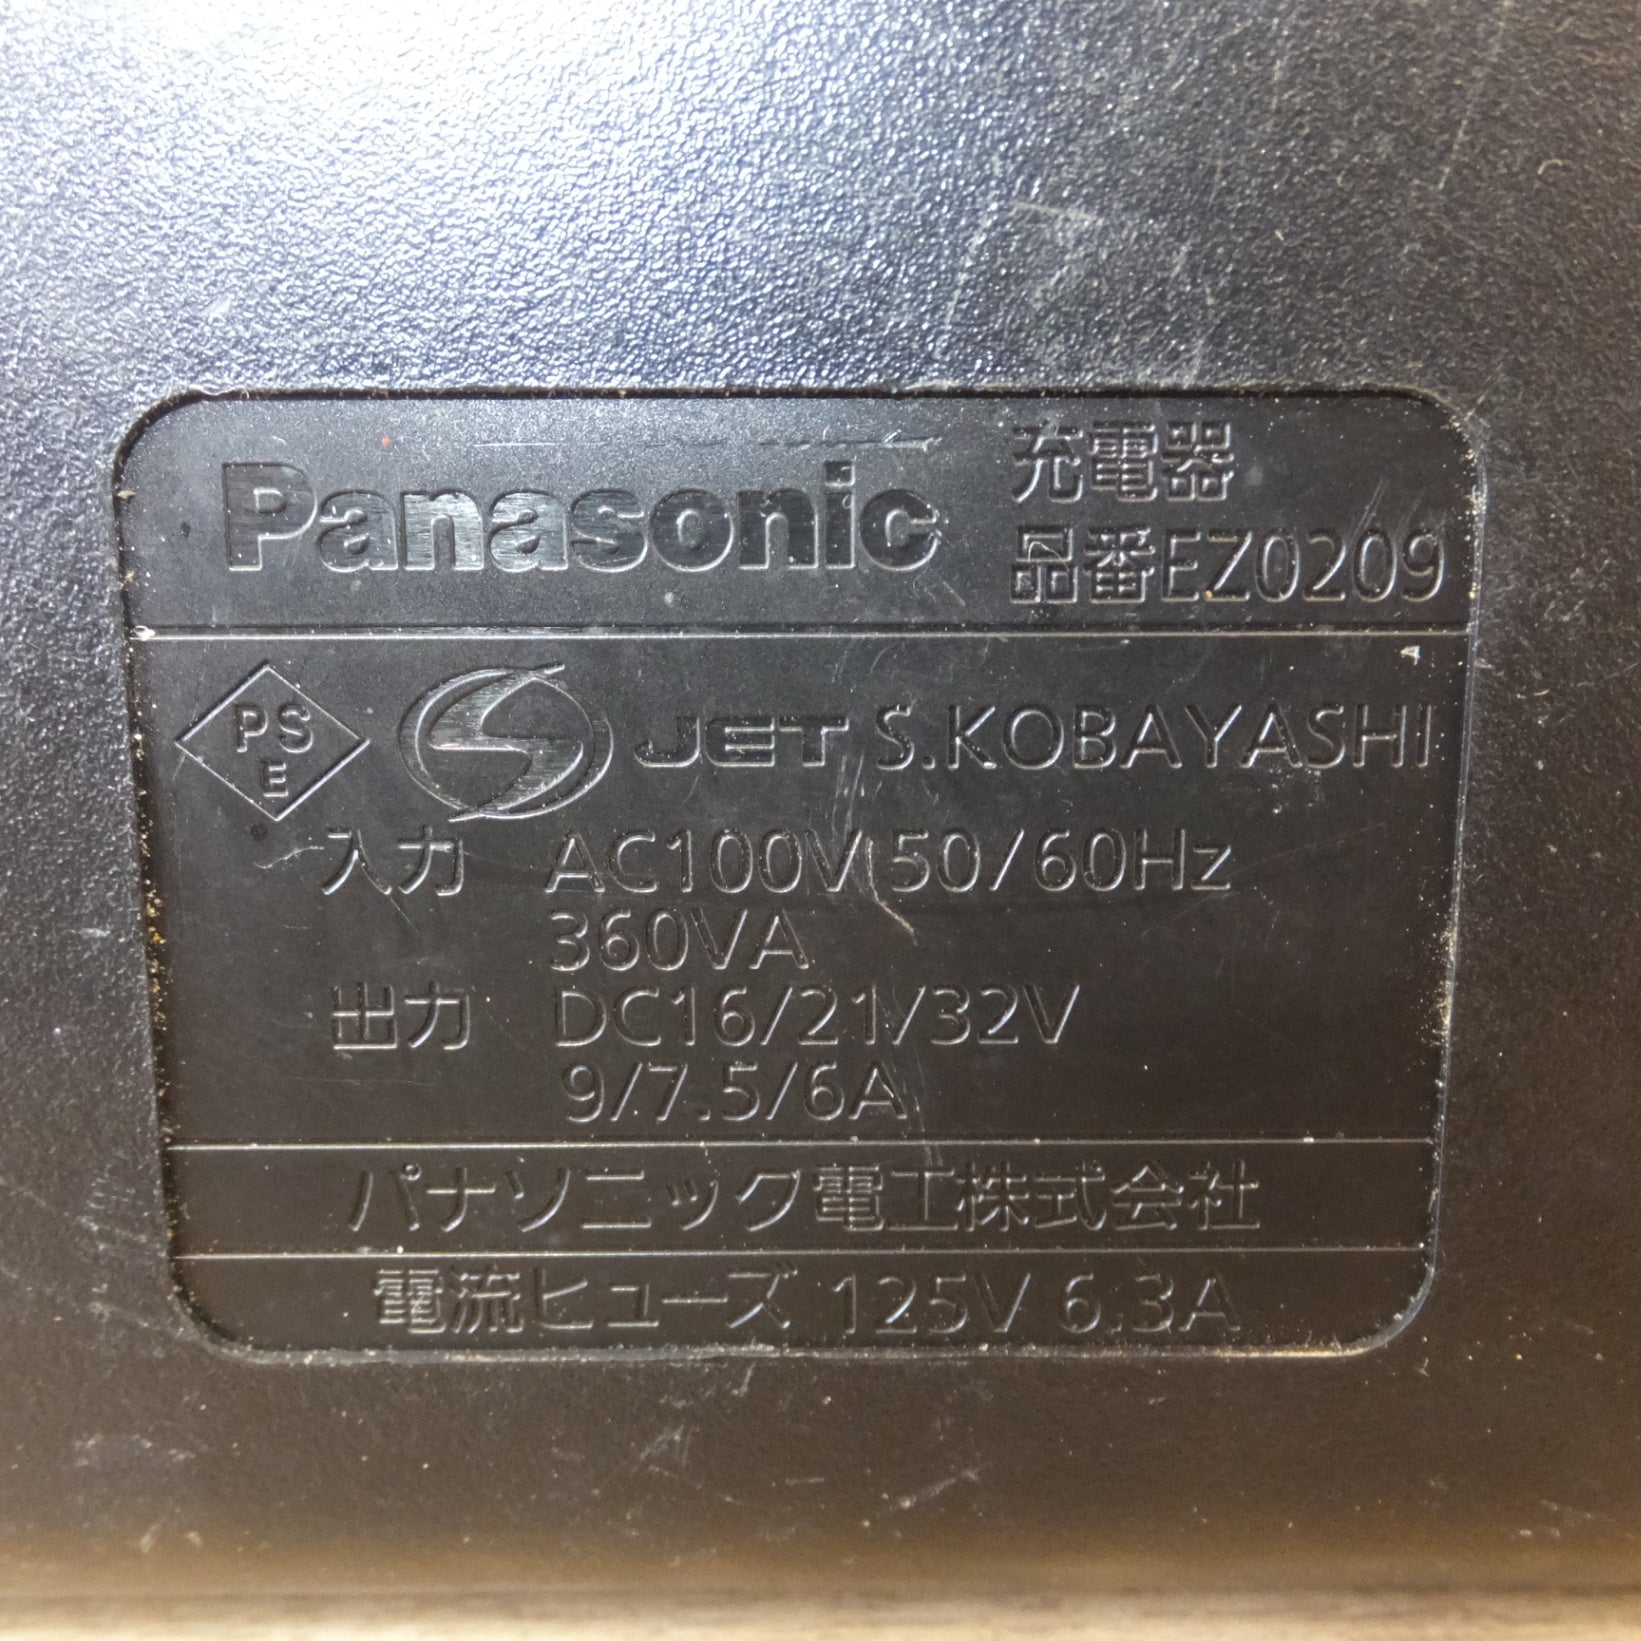 Panasonic
充電器
品番EZ0209
PS
E
JET S.KOBAYASHI
入力 AC100V 50/60Hz
360VA
出力 DC16/21/32V
9/7.5/6A
パナソニック電工株式会社
電流ヒューズ 125V 6.3A